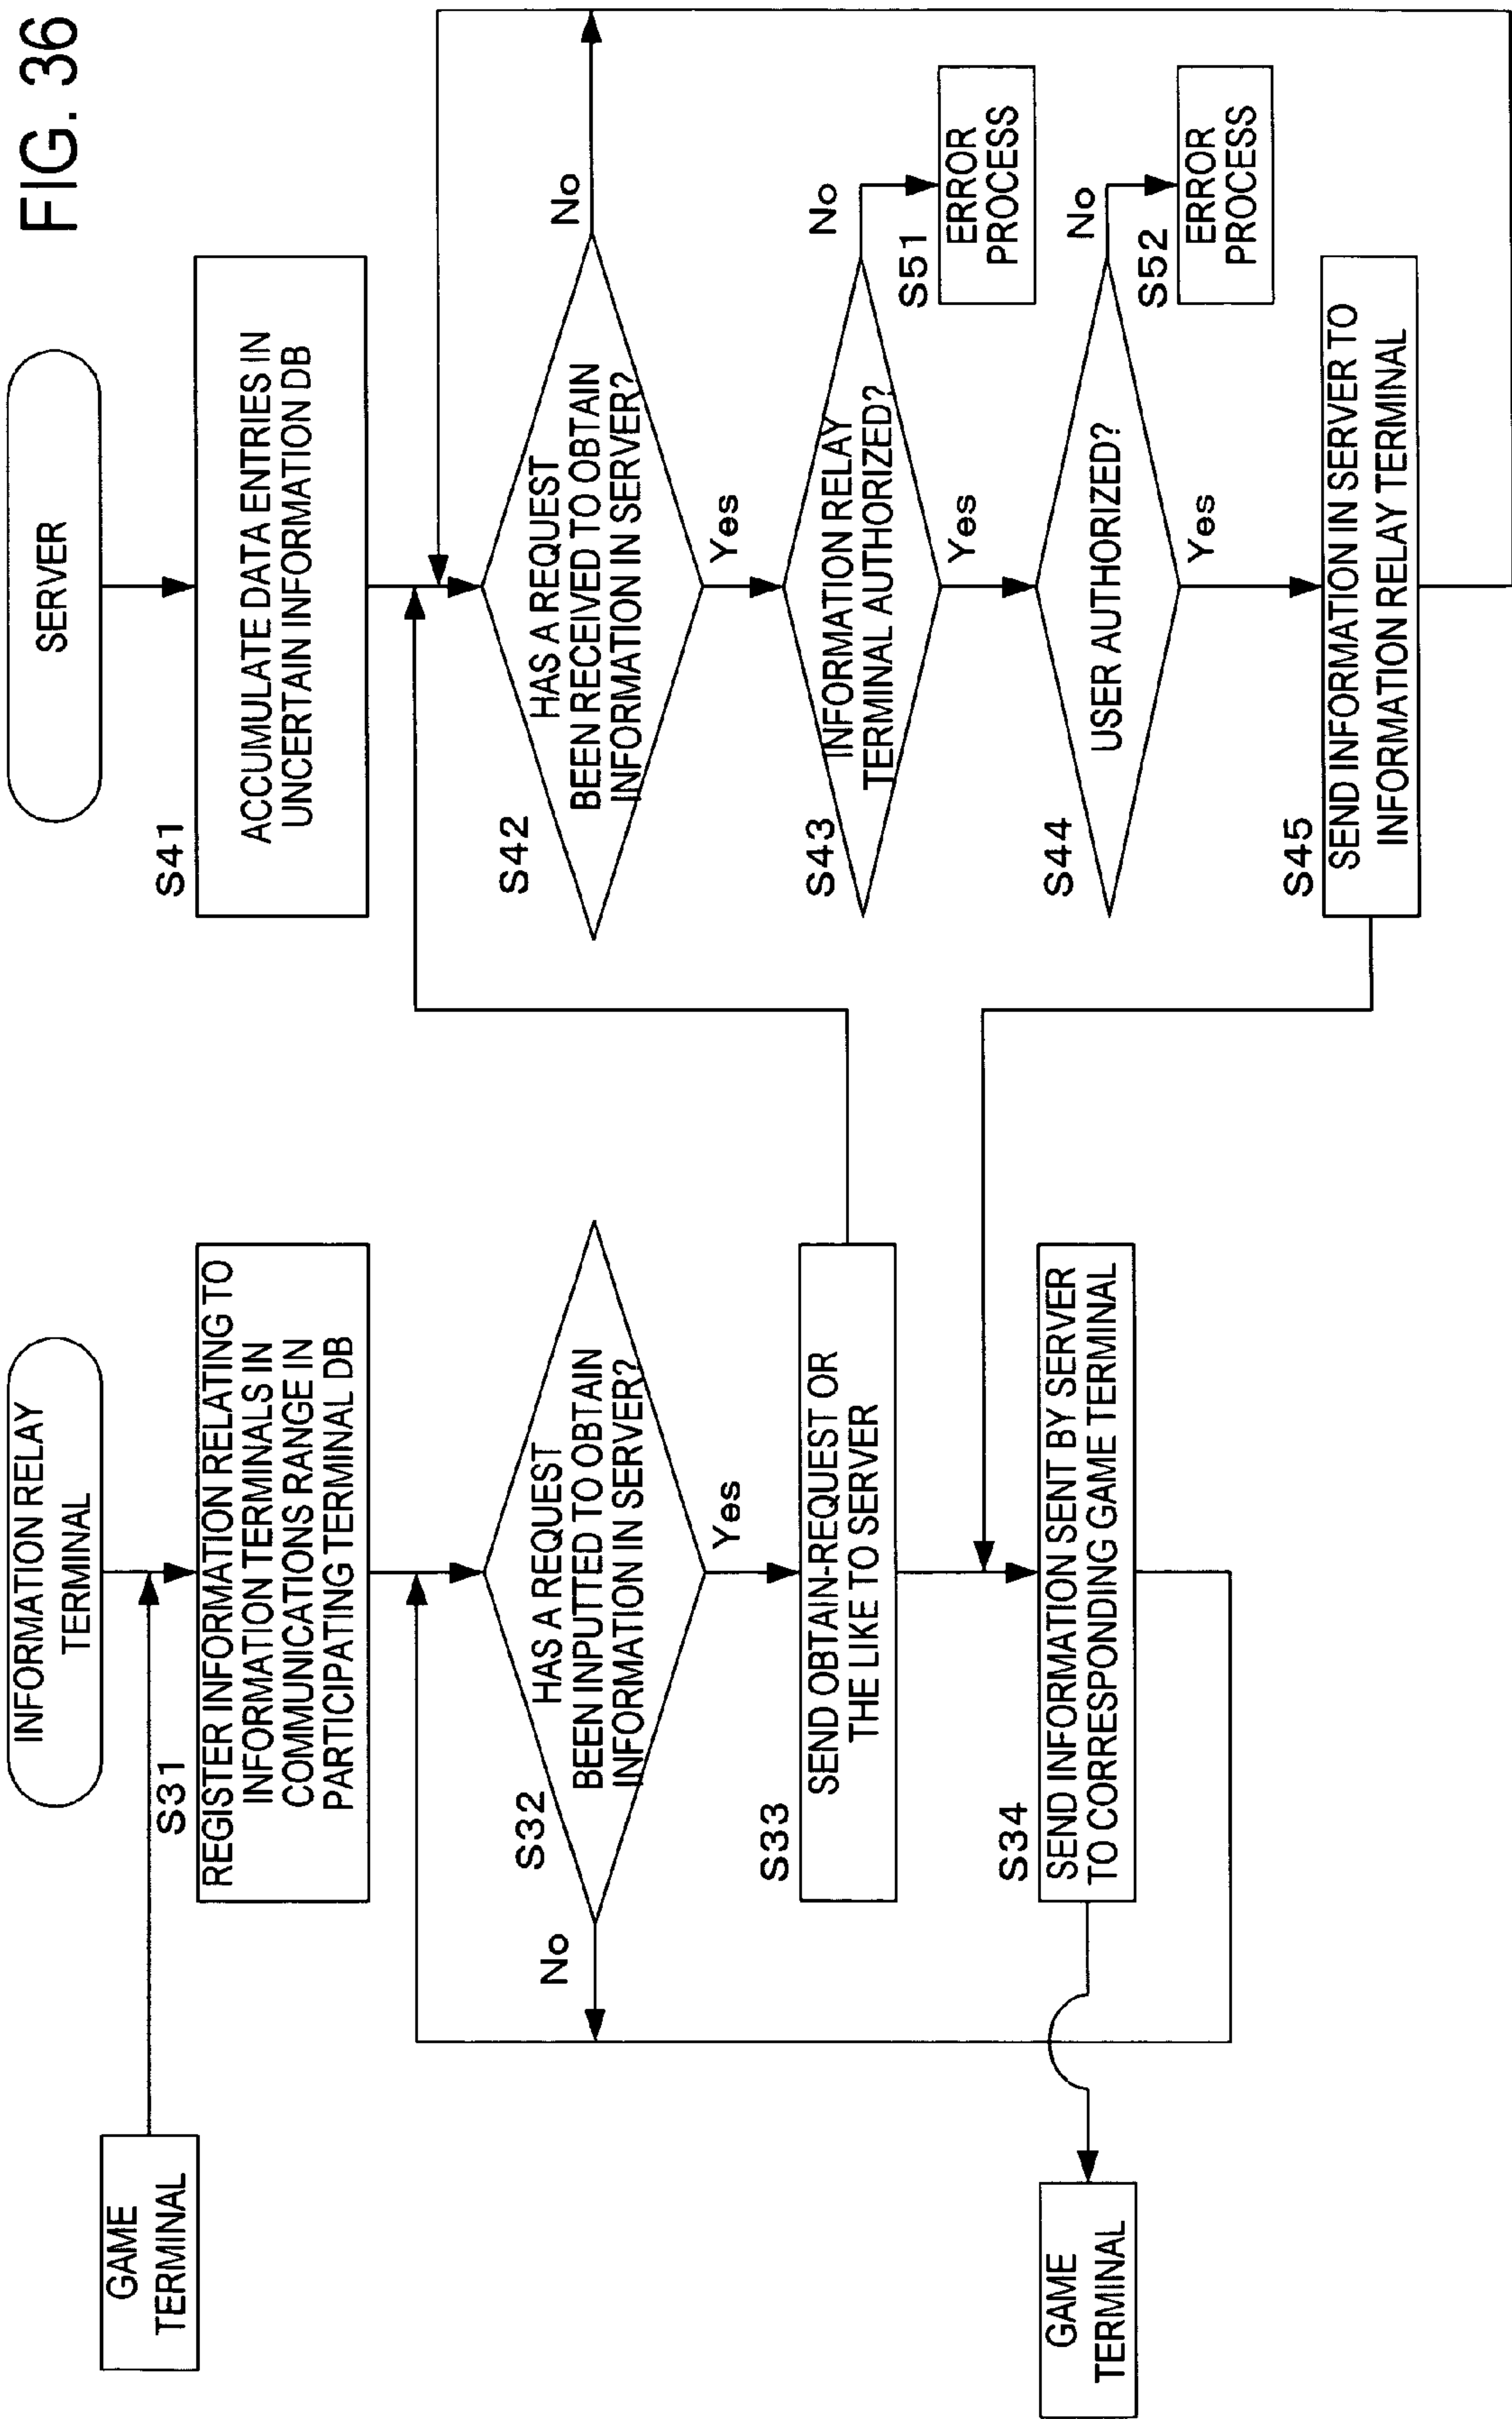 FIG. 36
GAME
TERMINAL
INFORMATION RELAY
TERMINAL
S31
REGISTER INFORMATION RELATING TO
INFORMATION TERMINALS IN
COMMUNICATIONS RANGE IN
PARTICIPATING TERMINAL DB
S32
HAS A REQUEST
BEEN INPUTTED TO OBTAIN
INFORMATION IN SERVER?
No
Yes
S33
SEND OBTAIN-REQUEST OR
THE LIKE TO SERVER
S34
SEND INFORMATION SENT BY SERVER
TO CORRESPONDING GAME TERMINAL
GAME
TERMINAL
SERVER
S41
ACCUMULATE DATA ENTRIES IN
UNCERTAIN INFORMATION DB
S42
HAS A REQUEST
BEEN RECEIVED TO OBTAIN
INFORMATION IN SERVER?
No
Yes
S43
INFORMATION RELAY
TERMINAL AUTHORIZED?
No
S51
ERROR
PROCESS
Yes
S44
USER AUTHORIZED?
No
S52
ERROR
PROCESS
Yes
S45
SEND INFORMATION IN SERVER TO
INFORMATION RELAY TERMINAL